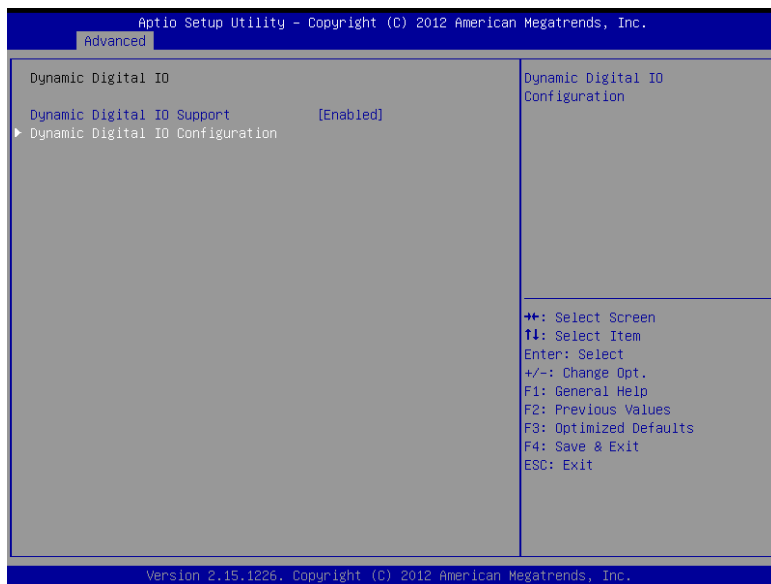 Aptio Setup Utility – Copyright (C) 2012 American Megatrends, Inc.
Advanced
Dynamic Digital IO
Dynamic Digital IO Support [Enabled]
Dynamic Digital IO Configuration
Dynamic Digital IO
Configuration
→←: Select Screen
↑↓: Select Item
Enter: Select
+/-: Change Opt.
F1: General Help
F2: Previous Values
F3: Optimized Defaults
F4: Save & Exit
ESC: Exit
Version 2.15.1226. Copyright (C) 2012 American Megatrends, Inc.